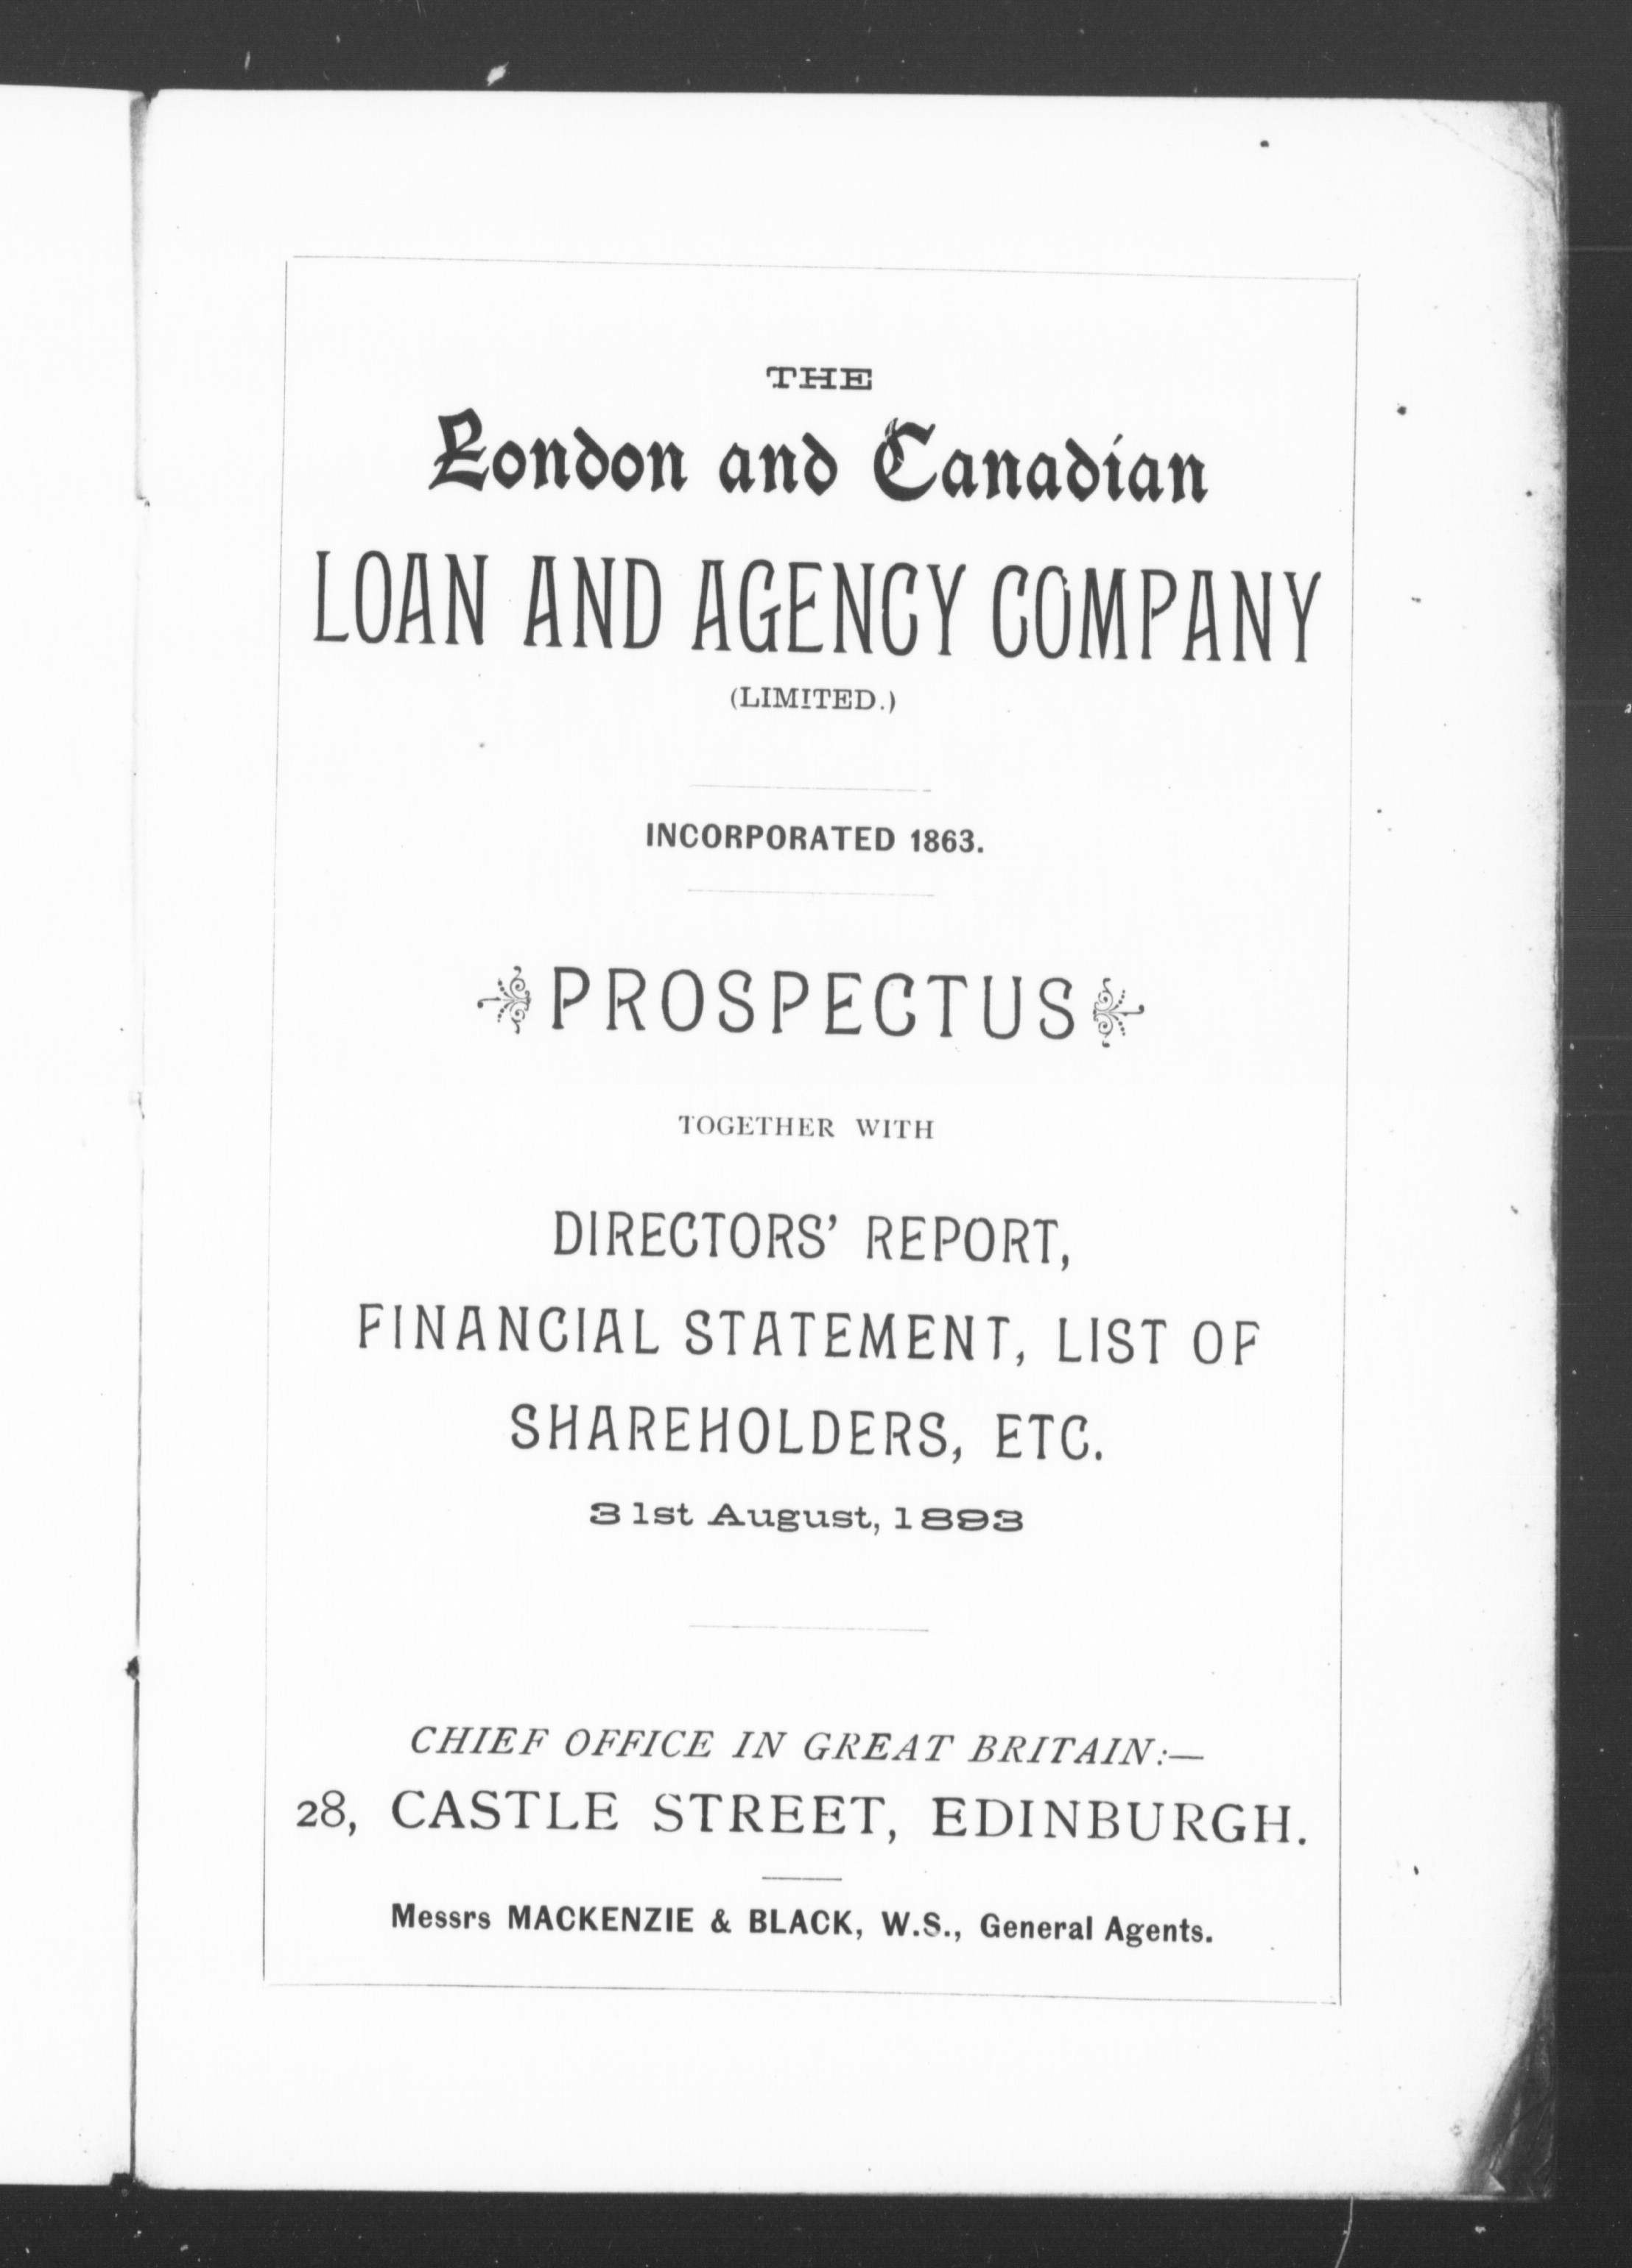 THE
London and Canadian
LOAN AND AGENCY COMPANY
(LIMITED.)
INCORPORATED 1863.
PROSPECTUS
TOGETHER WITH
DIRECTORS' REPORT,
FINANCIAL STATEMENT, LIST OF
SHAREHOLDERS, ETC.
31st August, 1893
CHIEF OFFICE IN GREAT BRITAIN:—
28, CASTLE STREET, EDINBURGH.
Messrs MACKENZIE & BLACK, W.S., General Agents.